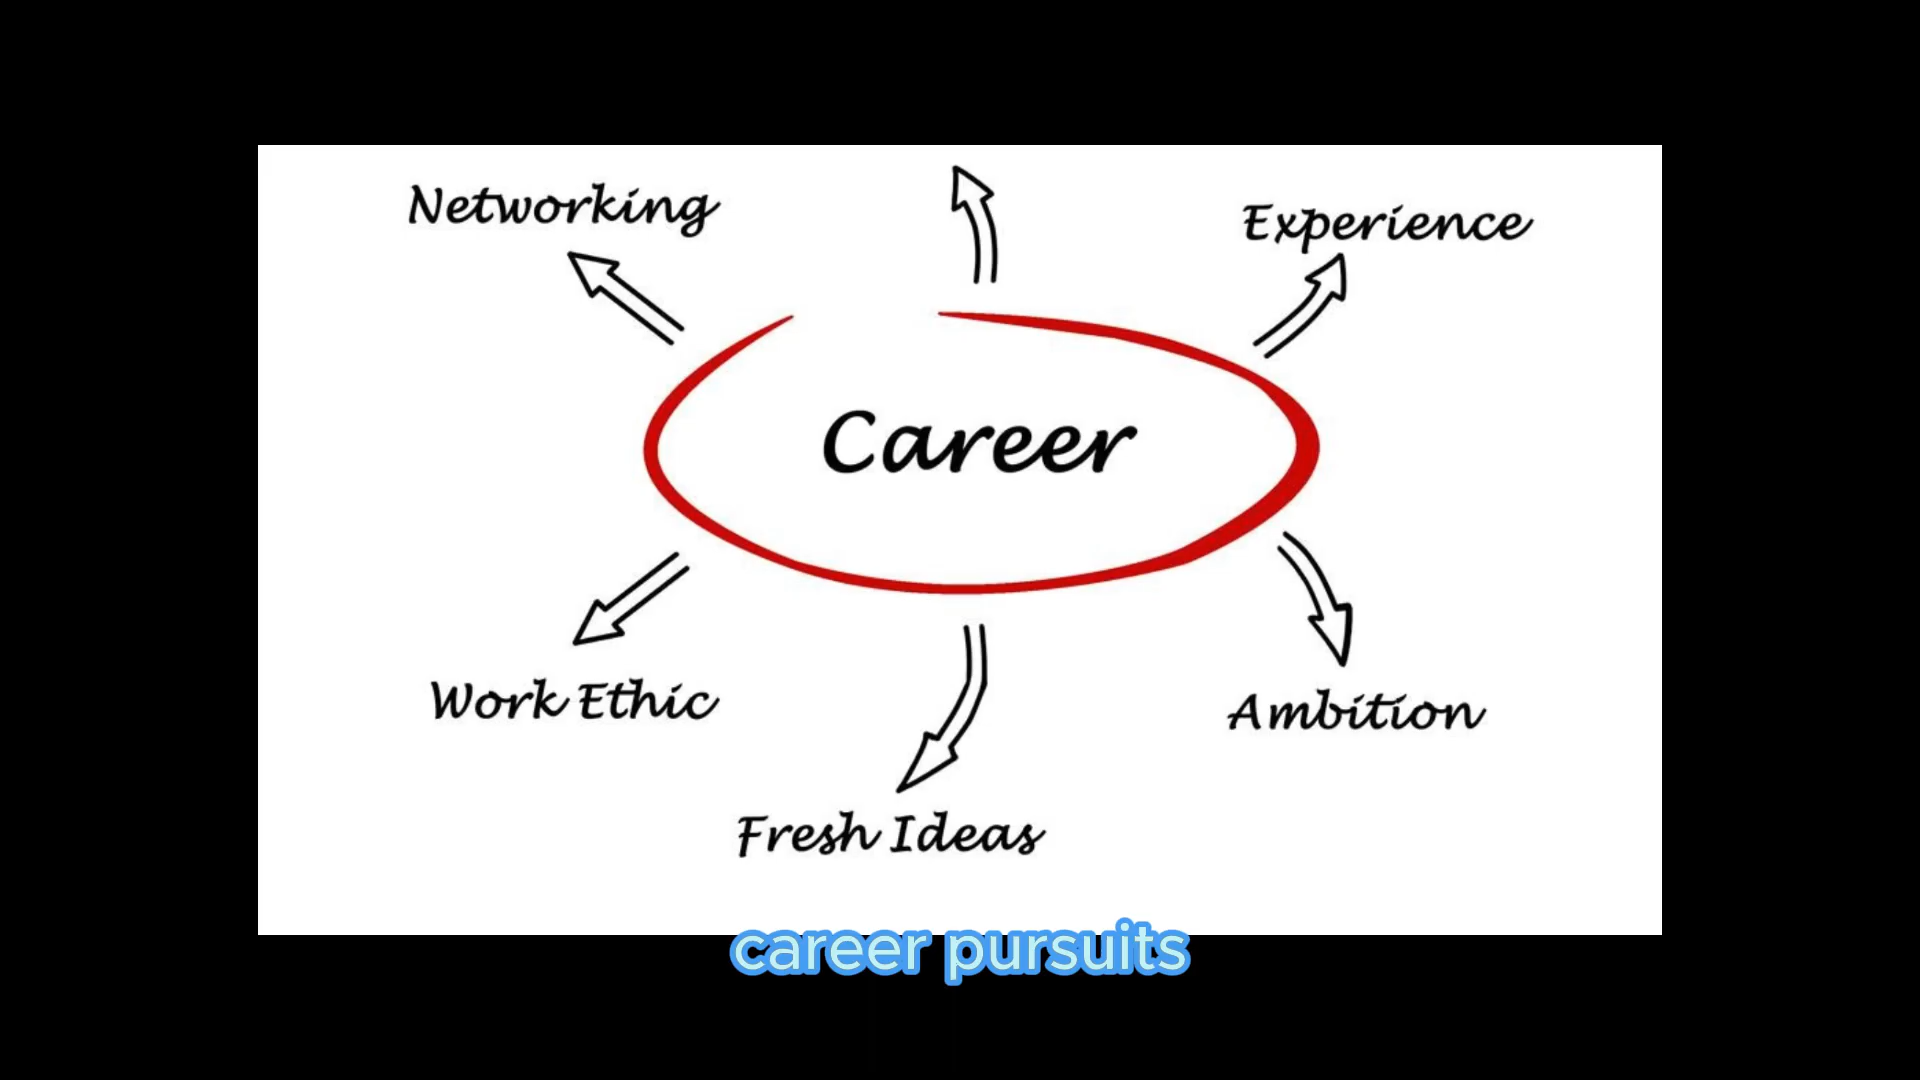 Networking
Experience
Career
Work Ethic
Ambition
Fresh Ideas
career pursuits